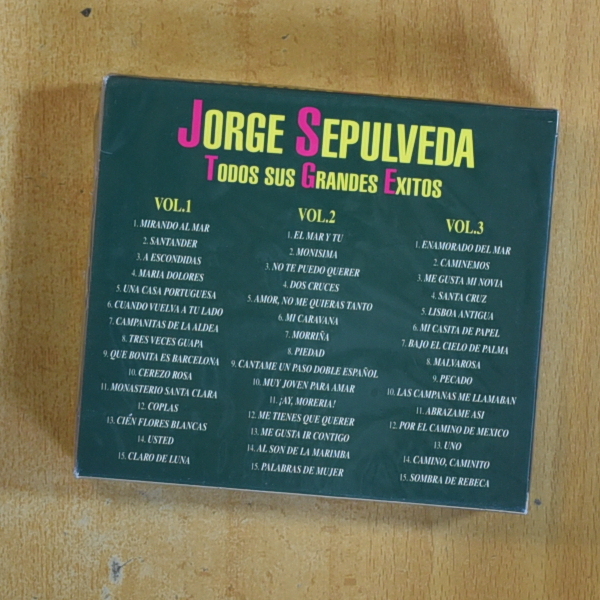 JORGE SEPULVEDA
TODOS SUS GRANDES EXITOS
VOL.1
1. MIRANDO AL MAR
2. SANTANDER
3. A ESCONDIDAS
4. MARIA DOLORES
5. UNA CASA PORTUGUESA
6. CUANDO VUELVA A TU LADO
7. CAMPANITAS DE LA ALDEA
8. TRES VECES GUAPA
9. QUE BONITA ES BARCELONA
10. CEREZO ROSA
11. MONASTERIO SANTA CLARA
12. COPLAS
13. CIÉN FLORES BLANCAS
14. USTED
15. CLARO DE LUNA
VOL.2
1. EL MAR Y TU
2. MONISIMA
3. NO TE PUEDO QUERER
4. DOS CRUCES
5. AMOR, NO ME QUIERAS TANTO
6. MI CARAVANA
7. MORRIÑA
8. PIEDAD
9. CANTAME UN PASO DOBLE ESPAÑOL
10. MUY JOVEN PARA AMAR
11. ¡AY, MORERIA!
12. ME TIENES QUE QUERER
13. ME GUSTA IR CONTIGO
14. AL SON DE LA MARIMBA
15. PALABRAS DE MUJER
VOL.3
1. ENAMORADO DEL MAR
2. CAMINEMOS
3. ME GUSTA MI NOVIA
4. SANTA CRUZ
5. LISBOA ANTIGUA
6. MI CASITA DE PAPEL
7. BAJO EL CIELO DE PALMA
8. MALVAROSA
9. PECADO
10. LAS CAMPANAS ME LLAMABAN
11. ABRAZAME ASI
12. POR EL CAMINO DE MEXICO
13. UNO
14. CAMINO, CAMINITO
15. SOMBRA DE REBECA